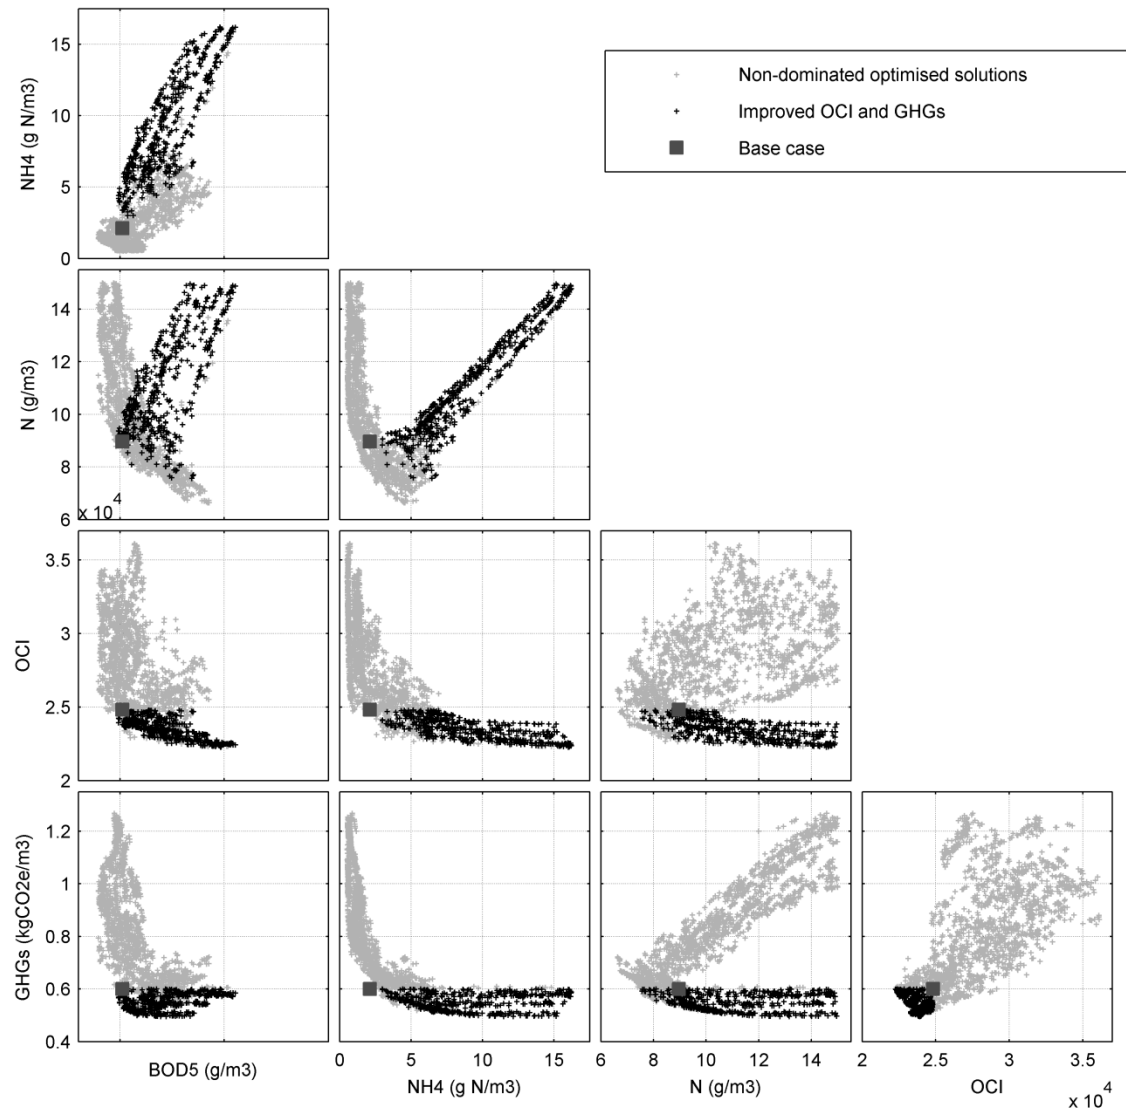 NH4 (g N/m3)
15
10
5
0
Non-dominated optimised solutions
Improved OCI and GHGs
Base case
N (g/m3)
14
12
10
8
6
x 10^4
OCI
3.5
3
2.5
2
GHGs (kgCO2e/m3)
1.2
1
0.8
0.6
0.4
0 5 10 15
6 8 10 12 14
2 2.5 3 3.5
BOD5 (g/m3)
NH4 (g N/m3)
N (g/m3)
OCI
x 10^4